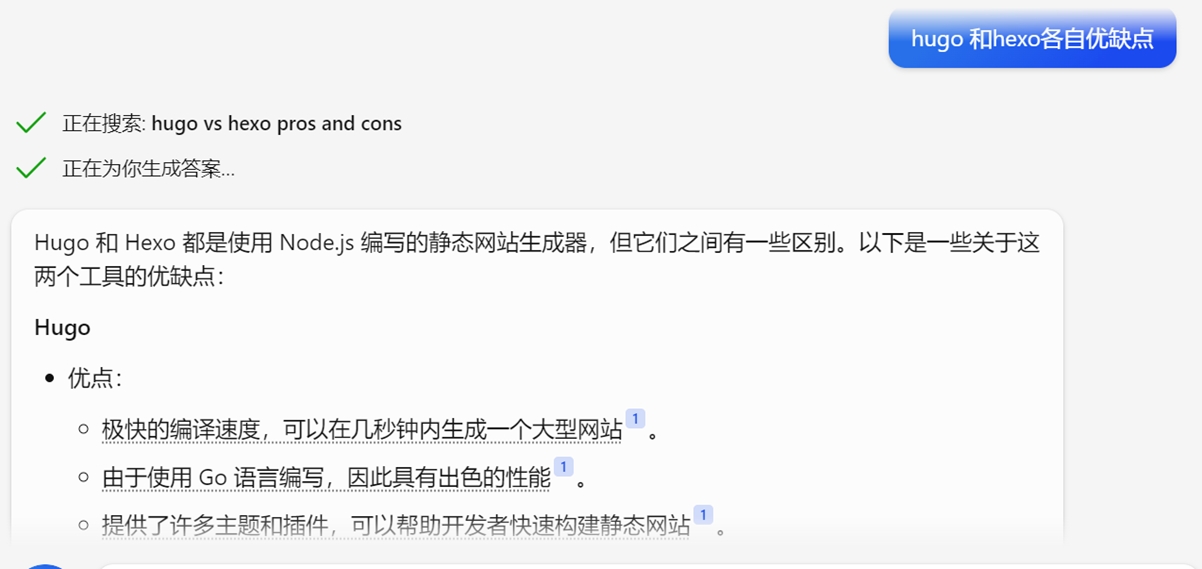 hugo 和hexo各自优缺点
正在搜索: hugo vs hexo pros and cons
正在为你生成答案...
Hugo 和 Hexo 都是使用 Node.js 编写的静态网站生成器，但它们之间有一些区别。以下是一些关于这
两个工具的优缺点：
Hugo
• 优点：
○ 极快的编译速度，可以在几秒钟内生成一个大型网站 1 。
○ 由于使用 Go 语言编写，因此具有出色的性能 1 。
○ 提供了许多主题和插件，可以帮助开发者快速构建静态网站 1 。